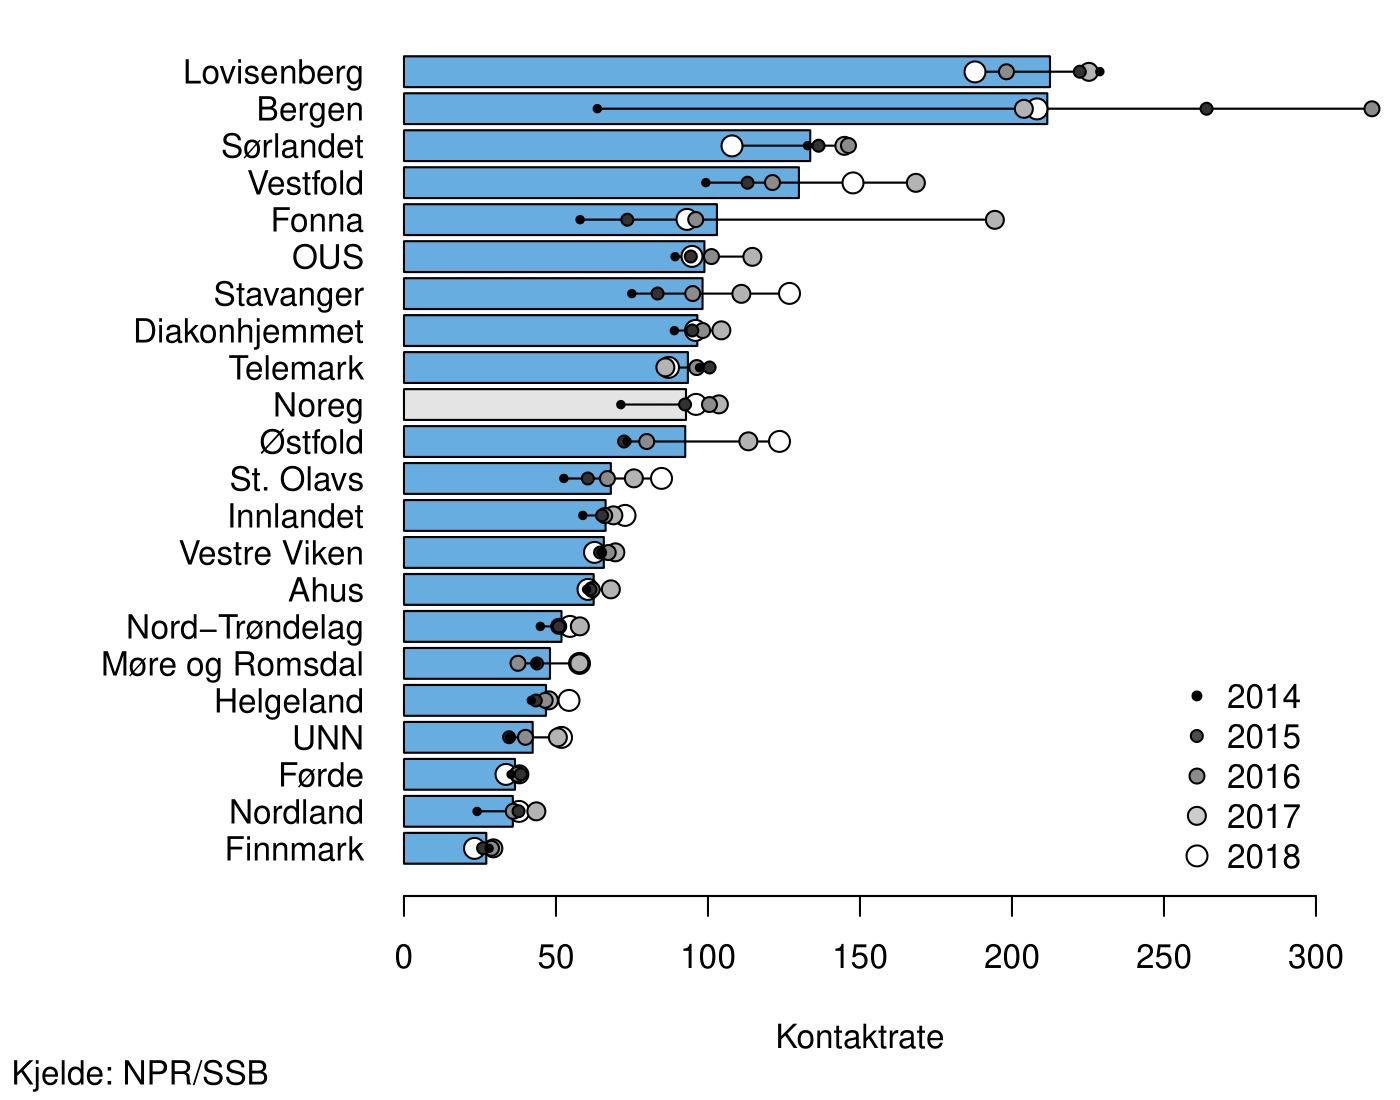 Lovisenberg
Bergen
Sørlandet
Vestfold
Fonna
OUS
Stavanger
Diakonhjemmet
Telemark
Noreg
Østfold
St. Olavs
Innlandet
Vestre Viken
Ahus
Nord−Trøndelag
Møre og Romsdal
Helgeland
UNN
Førde
Nordland
Finnmark
2014
2015
2016
2017
2018
0 50 100 150 200 250 300
Kontaktrate
Kjelde: NPR/SSB